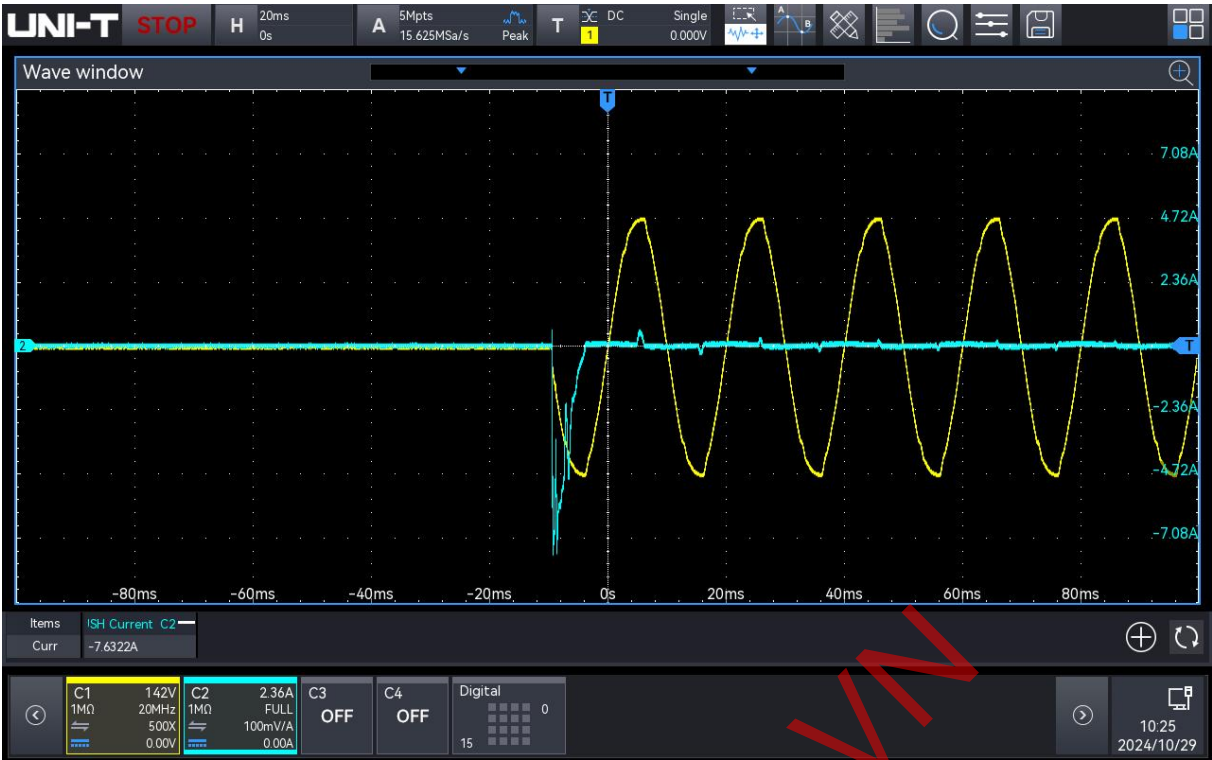 UNI-T STOP H 20ms 0s A 5Mpts 15.625MSa/s Peak T DC 1 Single 0.000V A B
Wave window
T
7.08A
4.72A
2.36A
2 T
-2.36A
-4.72A
-7.08A
-80ms -60ms -40ms -20ms 0s 20ms 40ms 60ms 80ms
Items ISH Current C2
Curr -7.6322A
C1 142V C2 2.36A C3 C4 Digital
1MΩ 20MHz 1MΩ FULL OFF OFF 0
500X 100mV/A
0.00V 0.00A 15
10:25
2024/10/29
VN